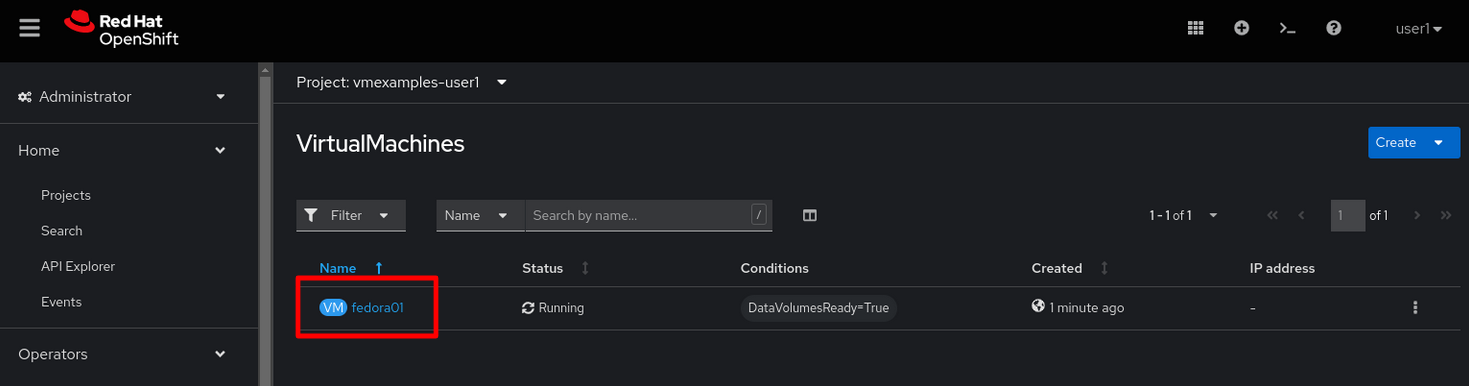 Red Hat
OpenShift
user1
Administrator
Home
Projects
Search
API Explorer
Events
Operators
Project: vmexamples-user1
VirtualMachines
Create
Filter
Name
Search by name...
/
1 - 1 of 1
1
of 1
Name Status Conditions Created IP address
VM fedora01 Running DataVolumesReady=True 1 minute ago -